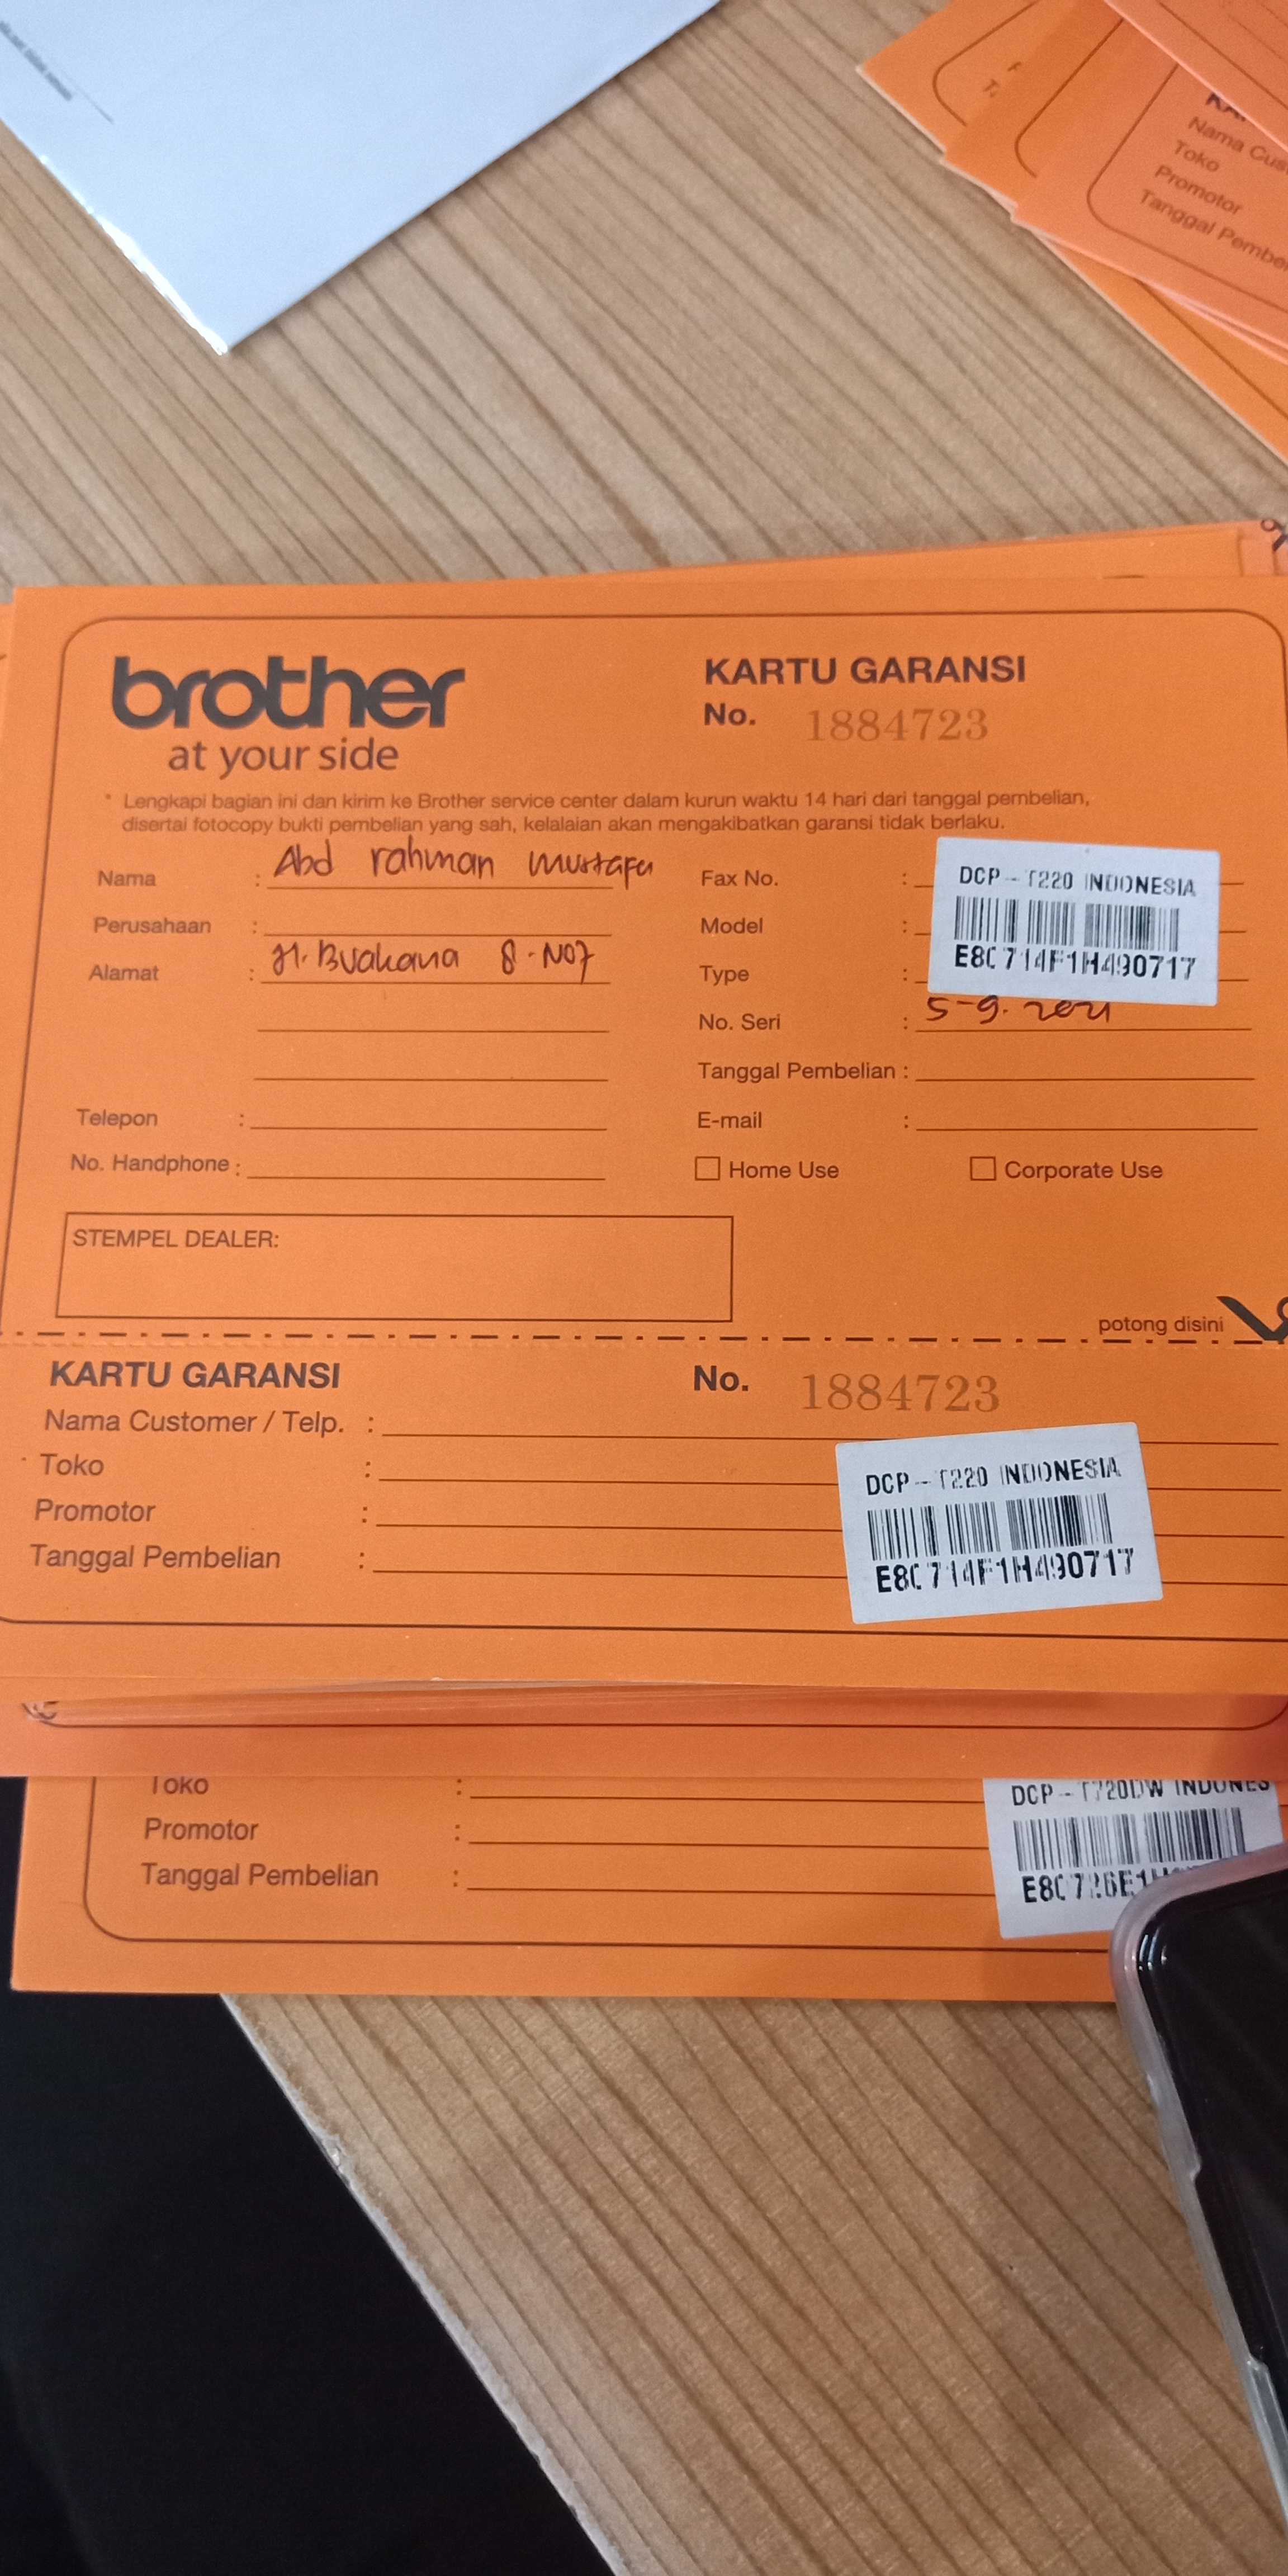 KA
Nama Cus
Toko
Promotor
Tanggal Pembe
brother
at your side
KARTU GARANSI
No. 1884723
* Lengkapi bagian ini dan kirim ke Brother service center dalam kurun waktu 14 hari dari tanggal pembelian,
disertai fotocopy bukti pembelian yang sah, kelalaian akan mengakibatkan garansi tidak berlaku.
Nama : Abd rahman mustafa
Perusahaan :
Alamat : Jl. Buakana 8. NO7
Telepon :
No. Handphone :
Fax No. :
Model :
Type :
DCP-T220 INDONESIA
E80714F1H490717
No. Seri : 5-9-2021
Tanggal Pembelian :
E-mail :
Home Use
Corporate Use
STEMPEL DEALER:
potong disini
KARTU GARANSI
No. 1884723
Nama Customer / Telp. :
Toko :
Promotor :
Tanggal Pembelian :
DCP-T220 INDONESIA
E80714F1H490717
Toko :
Promotor :
Tanggal Pembelian :
DCP-T720DW INDONES